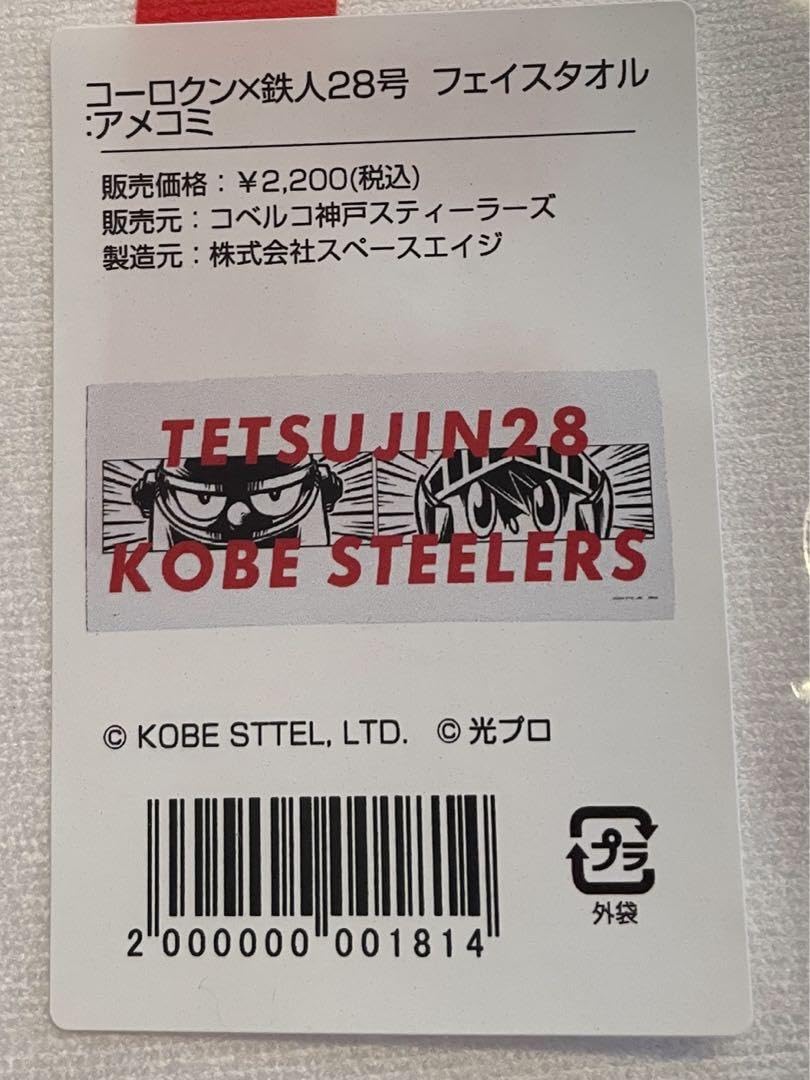 コーロクン×鉄人28号 フェイスタオル
:アメコミ
販売価格：￥2,200(税込)
販売元：コベルコ神戸スティーラーズ
製造元：株式会社スペースエイジ
TETSUJIN28
KOBE STEELERS
© KOBE STTEL, LTD. © 光プロ
2 000000 001814
プラ
外袋